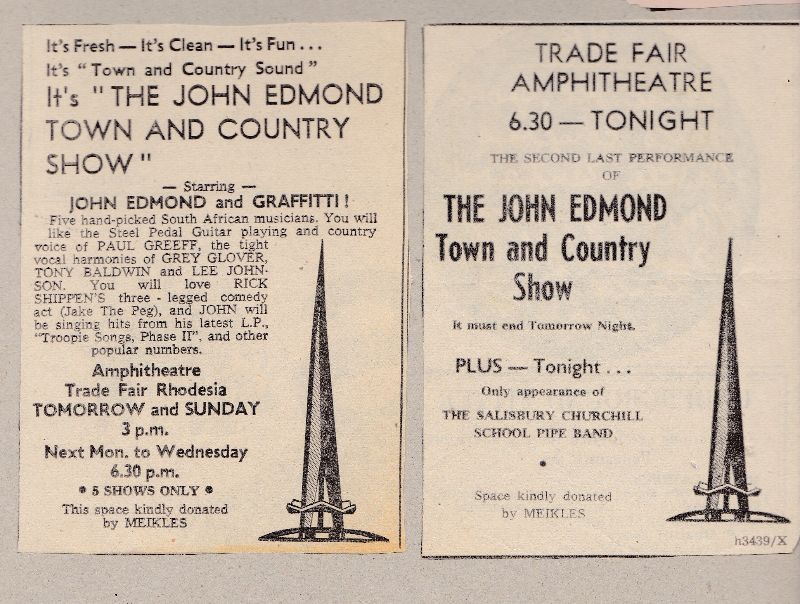 It's Fresh — It's Clean — It's Fun ...
It's "Town and Country Sound"
It's "THE JOHN EDMOND
TOWN AND COUNTRY
SHOW"
— Starring —
JOHN EDMOND and GRAFFITTI!
Five hand-picked South African musicians. You will
like the Steel Pedal Guitar playing and country
voice of PAUL GREEFF, the tight
vocal harmonies of GREY GLOVER,
TONY BALDWIN and LEE JOHN-
SON. You will love RICK
SHIPPEN'S three - legged comedy
act (Jake The Peg), and JOHN will
be singing hits from his latest L.P.,
"Troopie Songs, Phase II", and other
popular numbers.
Amphitheatre
Trade Fair Rhodesia
TOMORROW and SUNDAY
3 p.m.
Next Mon. to Wednesday
6.30 p.m.
• 5 SHOWS ONLY •
This space kindly donated
by MEIKLES
TRADE FAIR
AMPHITHEATRE
6.30 — TONIGHT
THE SECOND LAST PERFORMANCE
OF
THE JOHN EDMOND
Town and Country
Show
It must end Tomorrow Night.
PLUS — Tonight ...
Only appearance of
THE SALISBURY CHURCHILL
SCHOOL PIPE BAND
•
Space kindly donated
by MEIKLES
h3439/X